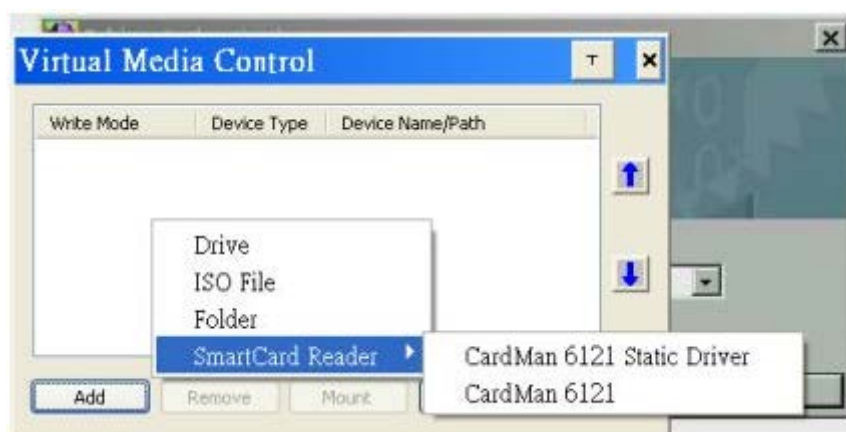 Virtual Media Control
T
Write Mode Device Type Device Name/Path
Drive
ISO File
Folder
SmartCard Reader
CardMan 6121 Static Driver
CardMan 6121
Add Remove Mount